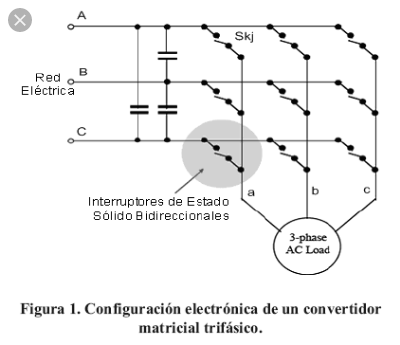 A
Skj
Red
Eléctrica
B
C
Interruptores de Estado
Sólido Bidireccionales
a
b
c
3-phase
AC Load
Figura 1. Configuración electrónica de un convertidor
matricial trifásico.